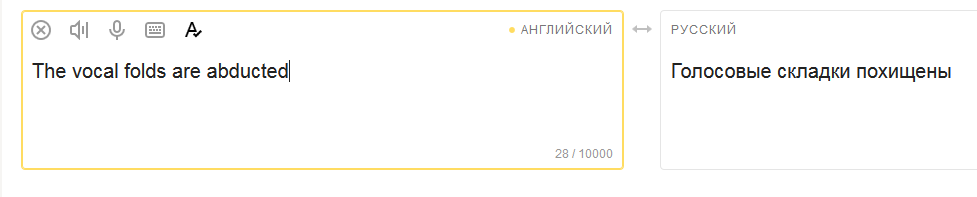 АНГЛИЙСКИЙ
The vocal folds are abducted
28 / 10000
РУССКИЙ
Голосовые складки похищены